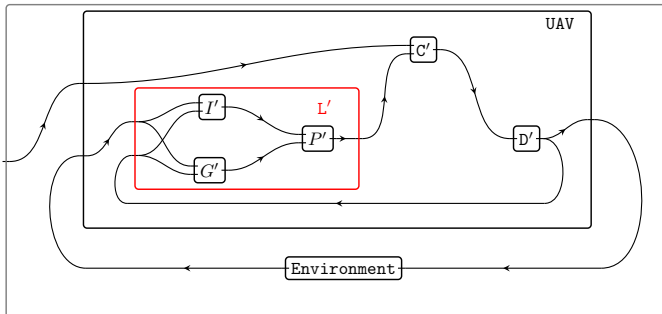 UAV
C′
I′
L′
P′
D′
G′
Environment